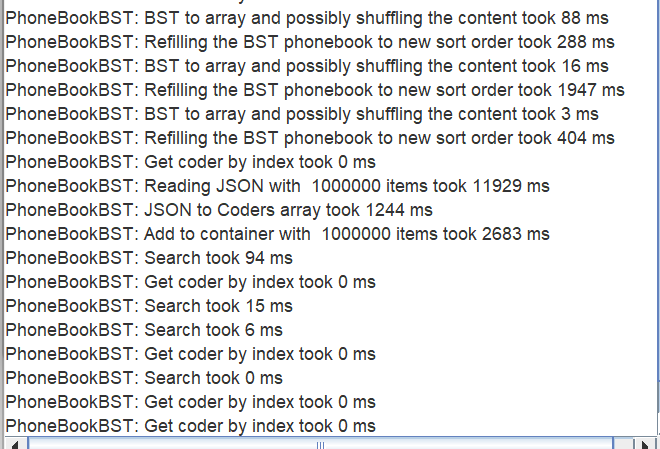 PhoneBookBST: BST to array and possibly shuffling the content took 88 ms
PhoneBookBST: Refilling the BST phonebook to new sort order took 288 ms
PhoneBookBST: BST to array and possibly shuffling the content took 16 ms
PhoneBookBST: Refilling the BST phonebook to new sort order took 1947 ms
PhoneBookBST: BST to array and possibly shuffling the content took 3 ms
PhoneBookBST: Refilling the BST phonebook to new sort order took 404 ms
PhoneBookBST: Get coder by index took 0 ms
PhoneBookBST: Reading JSON with  1000000 items took 11929 ms
PhoneBookBST: JSON to Coders array took 1244 ms
PhoneBookBST: Add to container with  1000000 items took 2683 ms
PhoneBookBST: Search took 94 ms
PhoneBookBST: Get coder by index took 0 ms
PhoneBookBST: Search took 15 ms
PhoneBookBST: Search took 6 ms
PhoneBookBST: Get coder by index took 0 ms
PhoneBookBST: Search took 0 ms
PhoneBookBST: Get coder by index took 0 ms
PhoneBookBST: Get coder by index took 0 ms